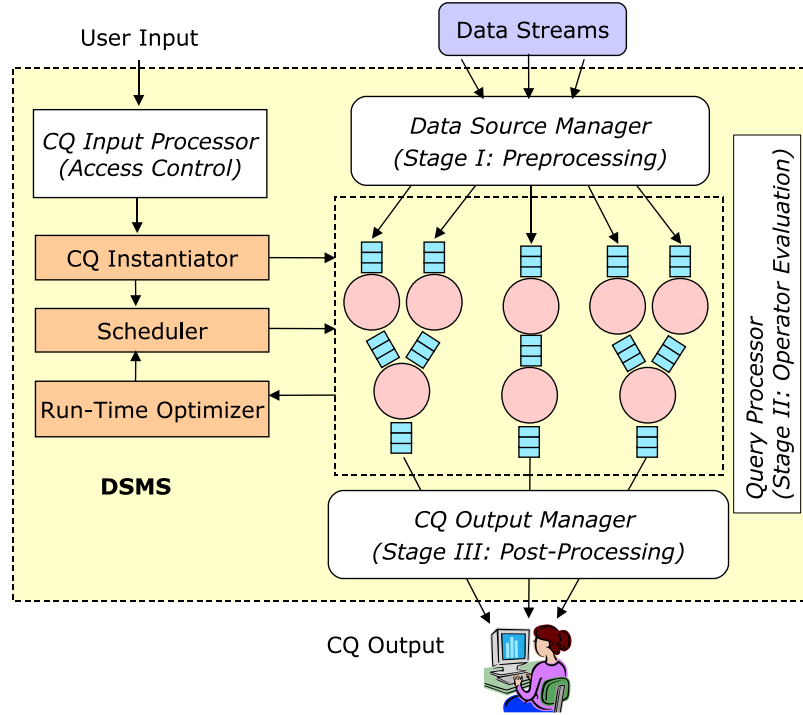 User Input
Data Streams
CQ Input Processor
(Access Control)
Data Source Manager
(Stage I: Preprocessing)
CQ Instantiator
Scheduler
Run-Time Optimizer
DSMS
Query Processor
(Stage II: Operator Evaluation)
CQ Output Manager
(Stage III: Post-Processing)
CQ Output